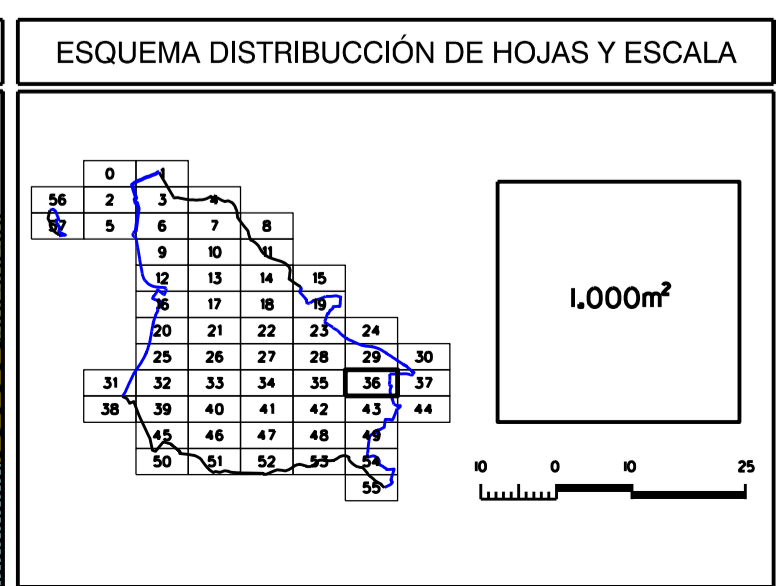 ESQUEMA DISTRIBUCCIÓN DE HOJAS Y ESCALA
0 1
56 2 3 4
57 5 6 7 8
9 10 11
12 13 14 15
16 17 18 19
20 21 22 23 24
25 26 27 28 29 30
31 32 33 34 35 36 37
38 39 40 41 42 43 44
45 46 47 48 49
50 51 52 53 54
55
1.000m²
10 0 10 25